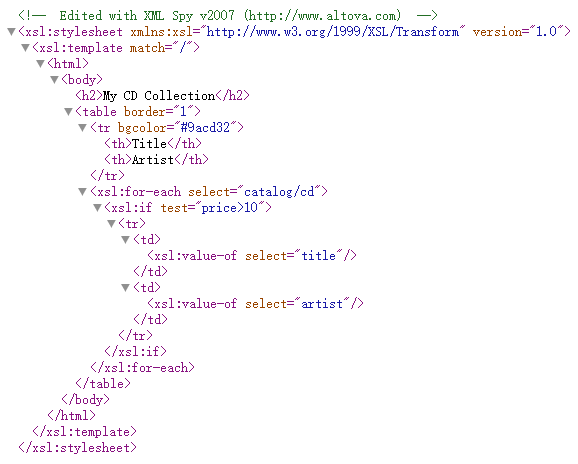 <!-- Edited with XML Spy v2007 (http://www.altova.com) -->
<xsl:stylesheet xmlns:xsl="http://www.w3.org/1999/XSL/Transform" version="1.0">
<xsl:template match="/">
<html>
<body>
<h2>My CD Collection</h2>
<table border="1">
<tr bgcolor="#9acd32">
<th>Title</th>
<th>Artist</th>
</tr>
<xsl:for-each select="catalog/cd">
<xsl:if test="price>10">
<tr>
<td>
<xsl:value-of select="title"/>
</td>
<td>
<xsl:value-of select="artist"/>
</td>
</tr>
</xsl:if>
</xsl:for-each>
</table>
</body>
</html>
</xsl:template>
</xsl:stylesheet>